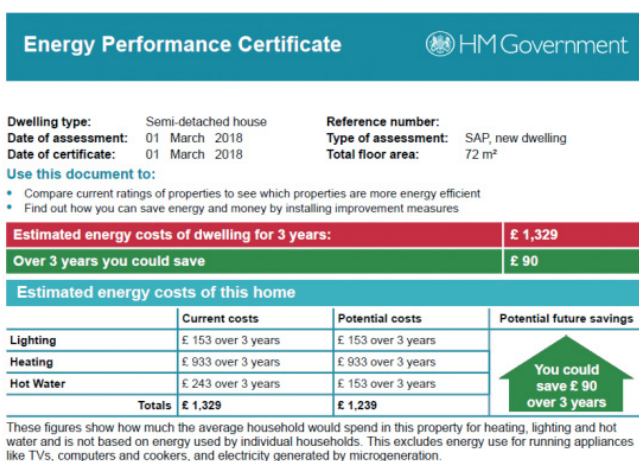 Energy Performance Certificate
HM Government
Dwelling type: Semi-detached house Reference number:
Date of assessment: 01 March 2018 Type of assessment: SAP, new dwelling
Date of certificate: 01 March 2018 Total floor area: 72 m²
Use this document to:
• Compare current ratings of properties to see which properties are more energy efficient
• Find out how you can save energy and money by installing improvement measures
Estimated energy costs of dwelling for 3 years: £ 1,329
Over 3 years you could save £ 90
Estimated energy costs of this home
Current costs Potential costs Potential future savings
Lighting £ 153 over 3 years £ 153 over 3 years
Heating £ 933 over 3 years £ 933 over 3 years
Hot Water £ 243 over 3 years £ 153 over 3 years
Totals £ 1,329 £ 1,239
You could
save £ 90
over 3 years
These figures show how much the average household would spend in this property for heating, lighting and hot
water and is not based on energy used by individual households. This excludes energy use for running appliances
like TVs, computers and cookers, and electricity generated by microgeneration.